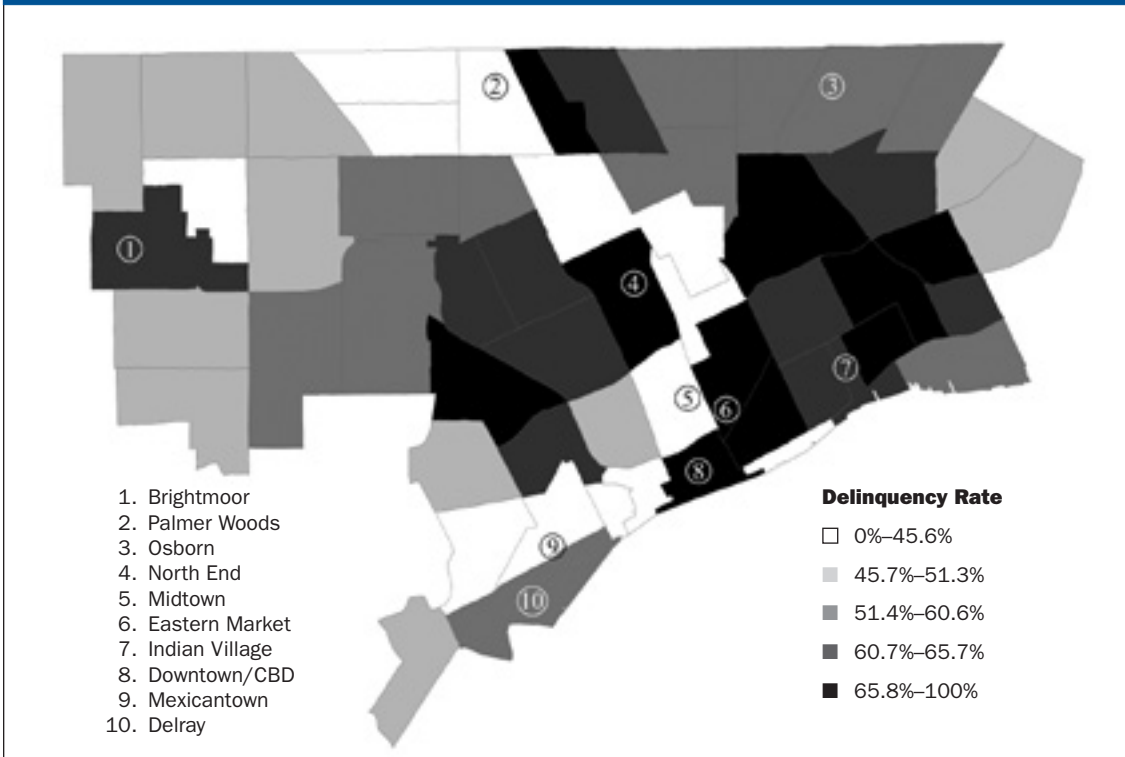 2
3
1
4
7
5
6
8
9
10
1. Brightmoor
2. Palmer Woods
3. Osborn
4. North End
5. Midtown
6. Eastern Market
7. Indian Village
8. Downtown/CBD
9. Mexicantown
10. Delray
Delinquency Rate
0%–45.6%
45.7%–51.3%
51.4%–60.6%
60.7%–65.7%
65.8%–100%